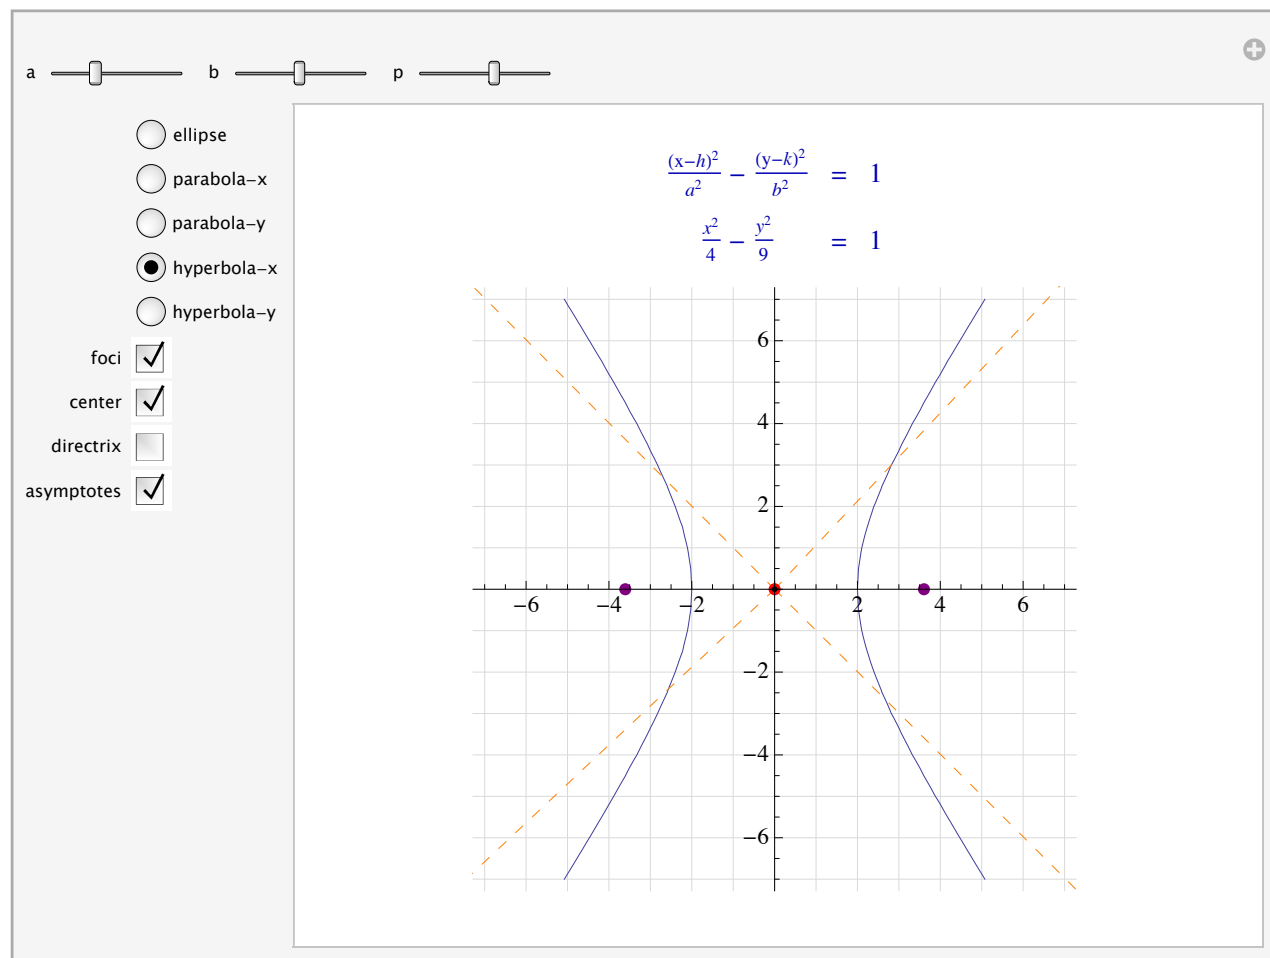 a b p
ellipse
parabola-x
parabola-y
hyperbola-x
hyperbola-y
foci
center
directrix
asymptotes
(x−h)²/a² − (y−k)²/b² = 1
x²/4 − y²/9 = 1
6
4
2
−6 −4 −2 0 2 4 6
−2
−4
−6